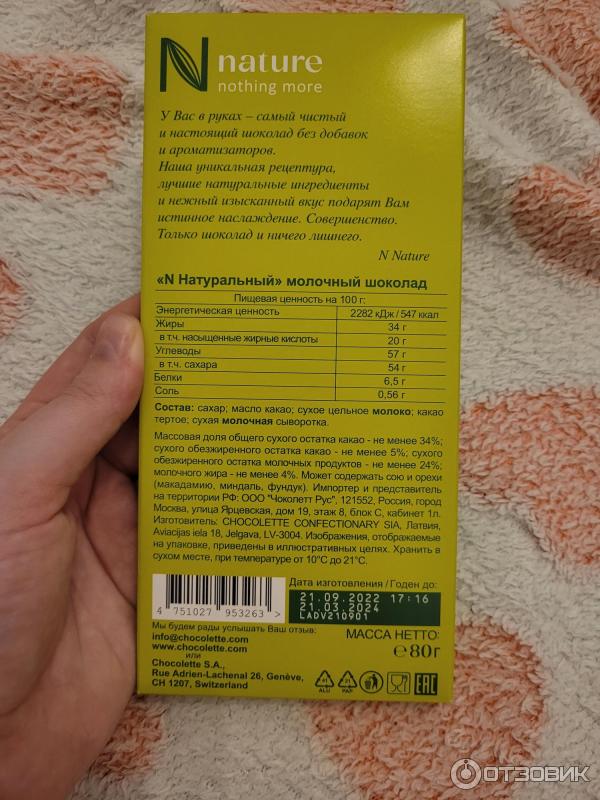 N nature
nothing more
У Вас в руках – самый чистый
и настоящий шоколад без добавок
и ароматизаторов.
Наша уникальная рецептура,
лучшие натуральные ингредиенты
и нежный изысканный вкус подарят Вам
истинное наслаждение. Совершенство.
Только шоколад и ничего лишнего.
N Nature
«N Натуральный» молочный шоколад
Пищевая ценность на 100 г:
Энергетическая ценность 2282 кДж / 547 ккал
Жиры 34 г
в т.ч. насыщенные жирные кислоты 20 г
Углеводы 57 г
в т.ч. сахара 54 г
Белки 6,5 г
Соль 0,56 г
Состав: сахар; масло какао; сухое цельное молоко; какао
тертое; сухая молочная сыворотка.
Массовая доля общего сухого остатка какао - не менее 34%;
сухого обезжиренного остатка какао - не менее 5%; сухого
обезжиренного остатка молочных продуктов - не менее 24%;
молочного жира - не менее 4%. Может содержать сою и орехи
(макадамию, миндаль, фундук). Импортер и представитель
на территории РФ: ООО "Чоколетт Рус", 121552, Россия, город
Москва, улица Ярцевская, дом 19, этаж 8, блок С, кабинет 1л.
Изготовитель: CHOCOLETTE CONFECTIONARY SIA, Латвия,
Aviacijas iela 18, Jelgava, LV-3004. Изображения, отображаемые
на упаковке, приведены в иллюстративных целях. Хранить в
сухом месте, при температуре от 10°C до 21°C.
Дата изготовления / Годен до:
21.09.2022 17:16
21.03.2024
LADV210901
4 751027 953263 >
Мы будем рады услышать Ваш отзыв:
info@chocolette.com
www.chocolette.com
или
Chocolette S.A.,
Rue Adrien-Lachenal 26, Genève,
CH 1207, Switzerland
МАССА НЕТТО:
℮80г
ALU PAP EAC
ОТЗОВИК